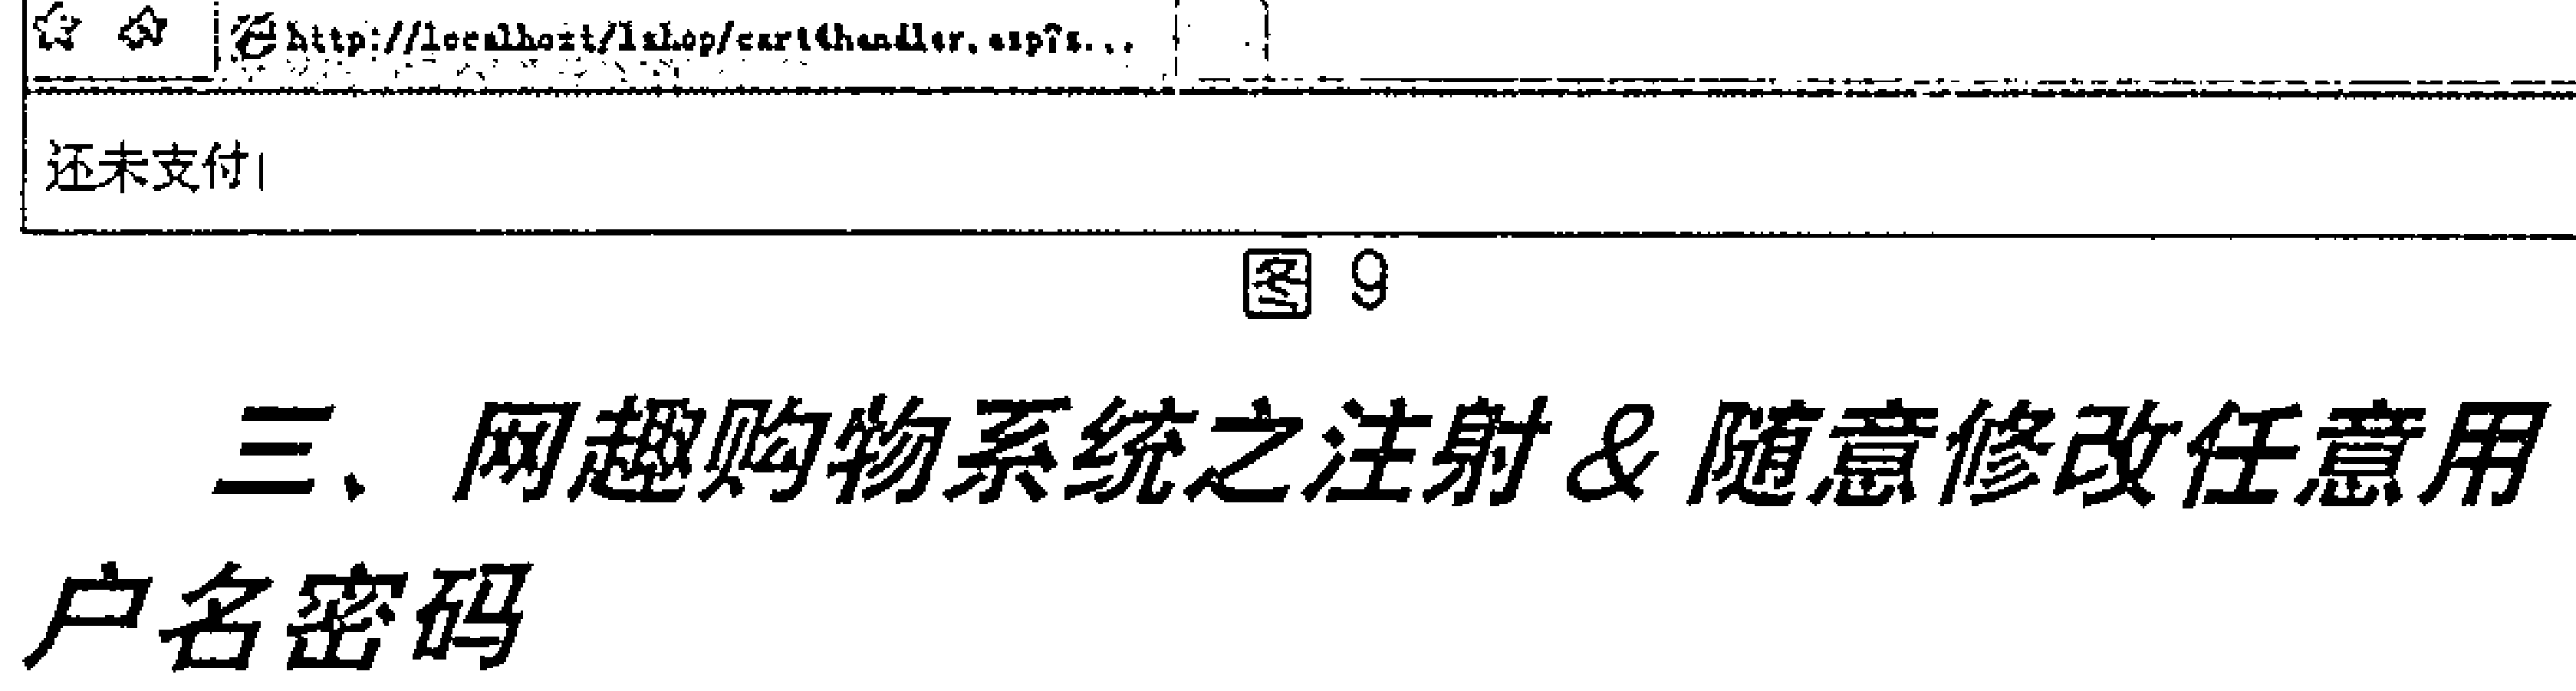 http://localhost/lshop/cart4handler.asp?s...
还未支付|
图 9
三、网趣购物系统之注射 & 随意修改任意用
户名密码